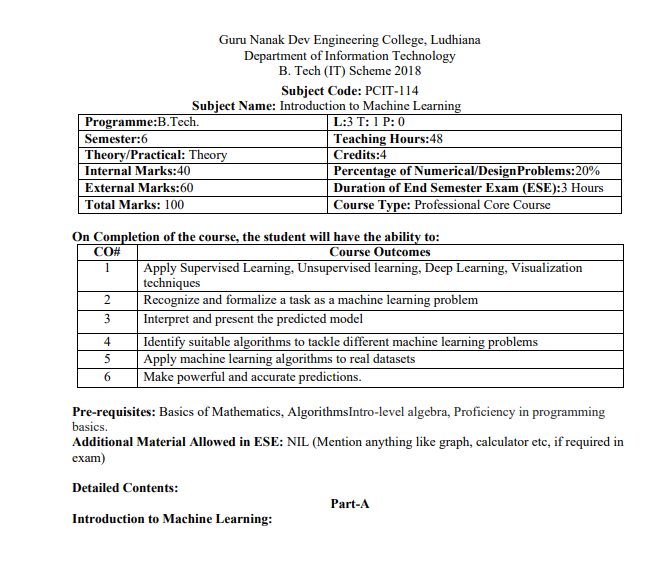 Guru Nanak Dev Engineering College, Ludhiana
Department of Information Technology
B. Tech (IT) Scheme 2018
Subject Code: PCIT-114
Subject Name: Introduction to Machine Learning
Programme:B.Tech. L:3 T: 1 P: 0
Semester:6 Teaching Hours:48
Theory/Practical: Theory Credits:4
Internal Marks:40 Percentage of Numerical/DesignProblems:20%
External Marks:60 Duration of End Semester Exam (ESE):3 Hours
Total Marks: 100 Course Type: Professional Core Course
On Completion of the course, the student will have the ability to:
CO# Course Outcomes
1 Apply Supervised Learning, Unsupervised learning, Deep Learning, Visualization
techniques
2 Recognize and formalize a task as a machine learning problem
3 Interpret and present the predicted model
4 Identify suitable algorithms to tackle different machine learning problems
5 Apply machine learning algorithms to real datasets
6 Make powerful and accurate predictions.
Pre-requisites: Basics of Mathematics, AlgorithmsIntro-level algebra, Proficiency in programming
basics.
Additional Material Allowed in ESE: NIL (Mention anything like graph, calculator etc, if required in
exam)
Detailed Contents:
Part-A
Introduction to Machine Learning: